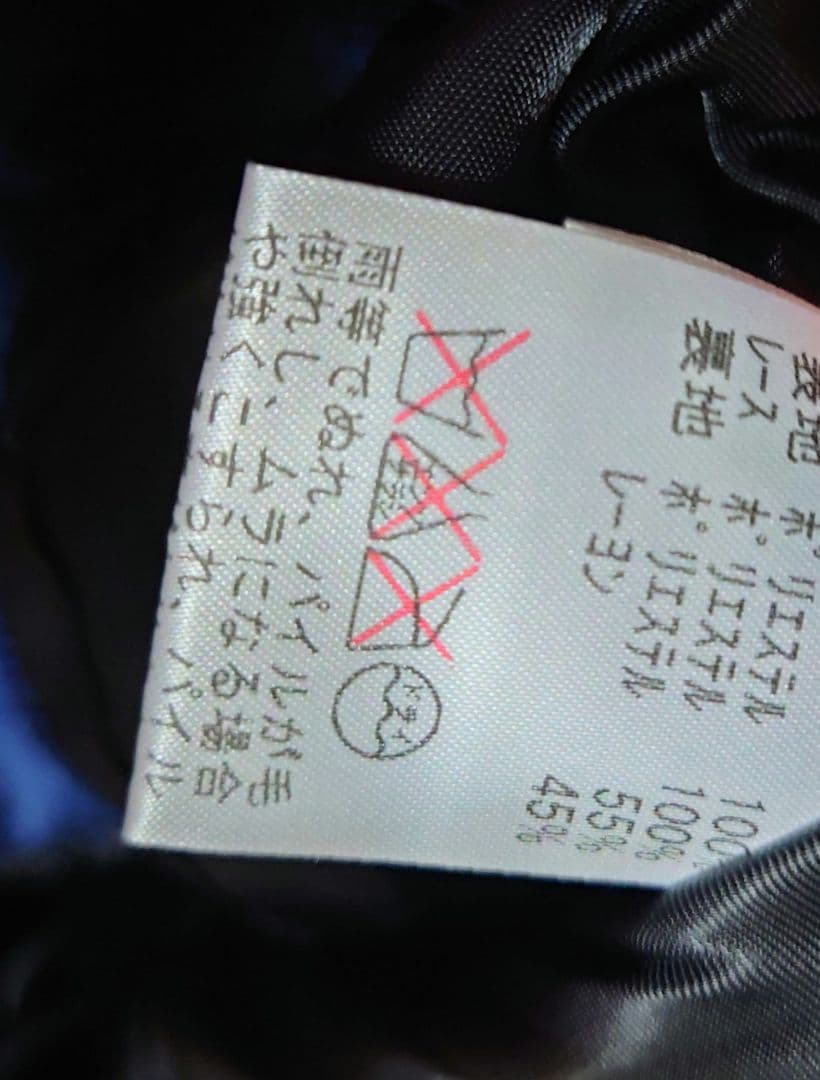 表地 ポリエステル 100%
レース ポリエステル 100%
裏地 ポリエステル 55%
レーヨン 45%
ドライ
雨等でぬれ、パイルが毛
倒れし、ムラになる場合
や強くこすられ、パイル